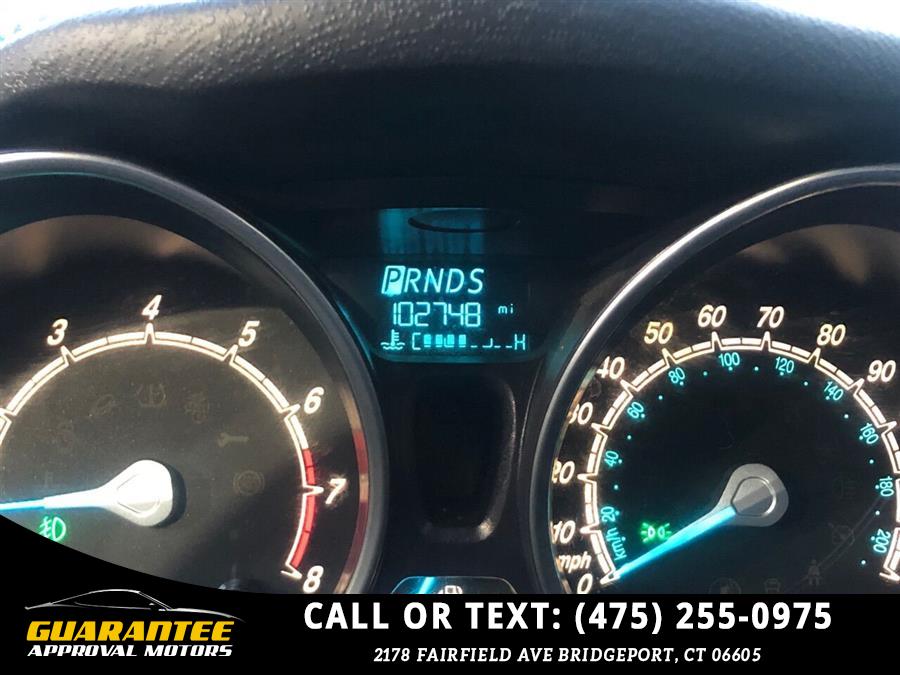 PRNDS
102748 mi
C H
3 4 5 6 7 8
0 10 20 30 40 50 60 70 80 90
mph
km/h 20 40 60 80 100 120 140 160 180 200
GUARANTEE
APPROVAL MOTORS
CALL OR TEXT: (475) 255-0975
2178 FAIRFIELD AVE BRIDGEPORT, CT 06605